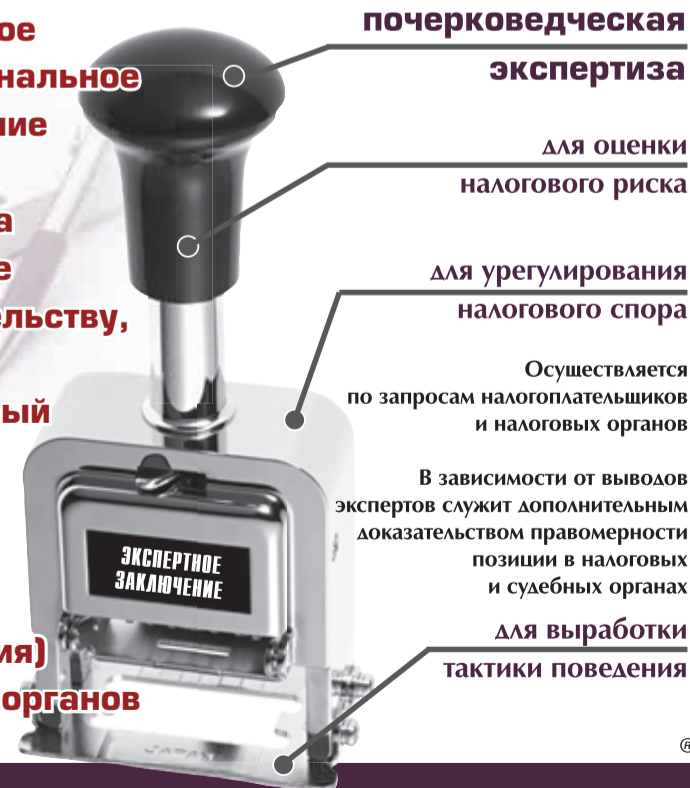 ое
нальное
ние
а
е
ельству,
ый
ия)
органов
почерковедческая
экспертиза
для оценки
налогового риска
для урегулирования
налогового спора
Осуществляется
по запросам налогоплательщиков
и налоговых органов
В зависимости от выводов
экспертов служит дополнительным
доказательством правомерности
позиции в налоговых
и судебных органах
ЭКСПЕРТНОЕ
ЗАКЛЮЧЕНИЕ
для выработки
тактики поведения
JAPAN
®